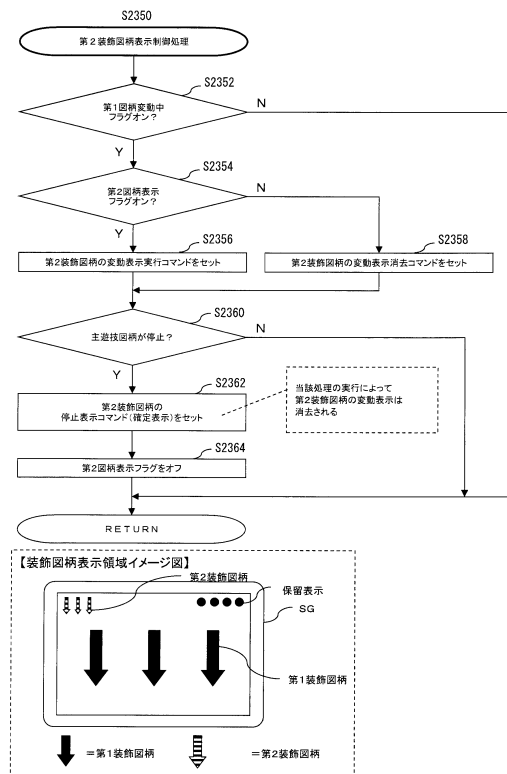 S2350
第2装飾図柄表示制御処理
S2352
第1図柄変動中
フラグオン?
N
Y
S2354
第2図柄表示
フラグオン?
N
Y
S2356
第2装飾図柄の変動表示実行コマンドをセット
S2358
第2装飾図柄の変動表示消去コマンドをセット
S2360
主遊技図柄が停止?
N
Y
S2362
第2装飾図柄の
停止表示コマンド(確定表示)をセット
当該処理の実行によって
第2装飾図柄の変動表示は
消去される
S2364
第2図柄表示フラグをオフ
RETURN
【装飾図柄表示領域イメージ図】
第2装飾図柄
保留表示
SG
第1装飾図柄
=第1装飾図柄
=第2装飾図柄